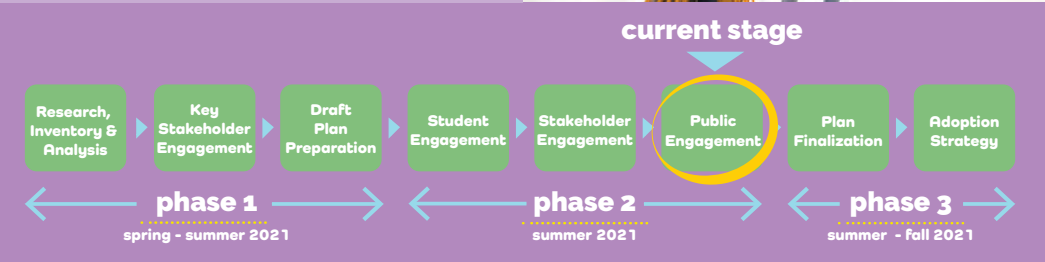 current stage
Research,
Inventory &
Analysis
Key
Stakeholder
Engagement
Draft
Plan
Preparation
Student
Engagement
Stakeholder
Engagement
Public
Engagement
Plan
Finalization
Adoption
Strategy
phase 1
spring - summer 2021
phase 2
summer 2021
phase 3
summer - fall 2021